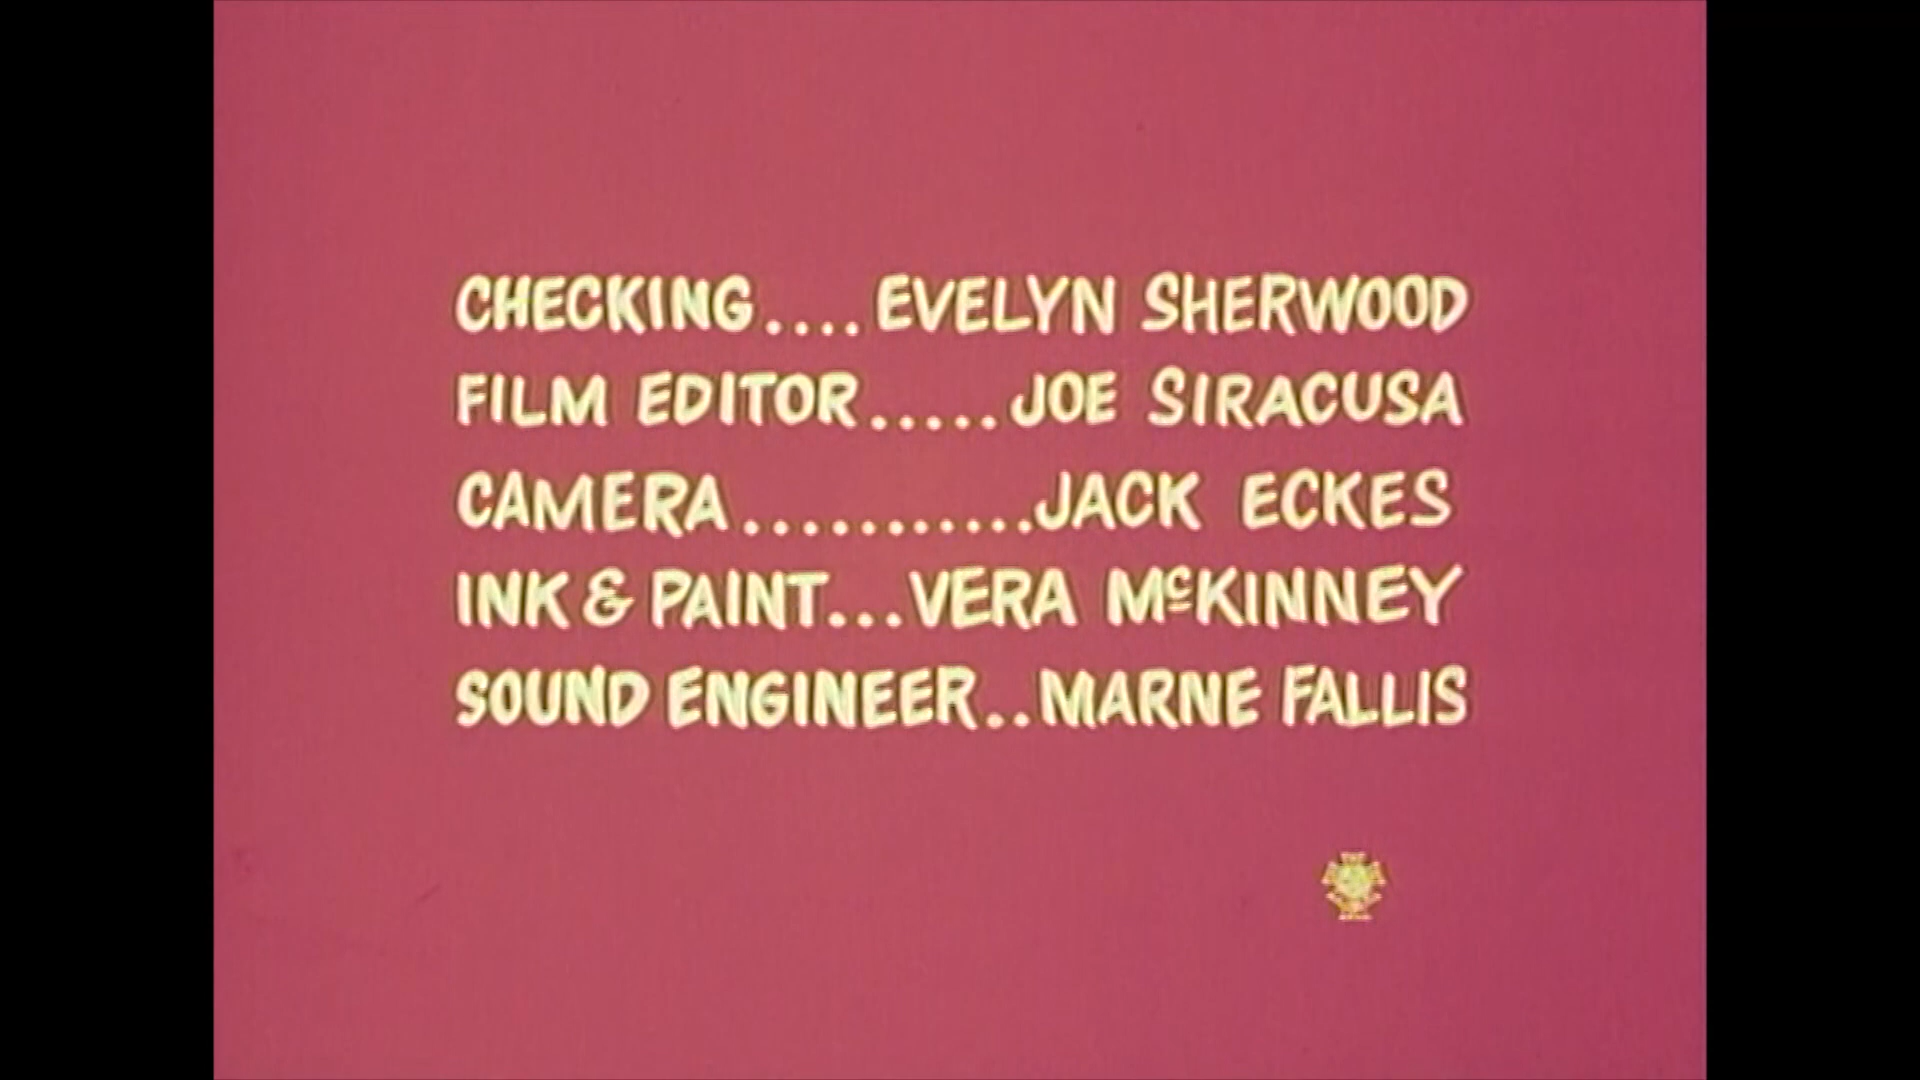 CHECKING....EVELYN SHERWOOD
FILM EDITOR.....JOE SIRACUSA
CAMERA...........JACK ECKES
INK & PAINT...VERA McKINNEY
SOUND ENGINEER..MARNE FALLIS